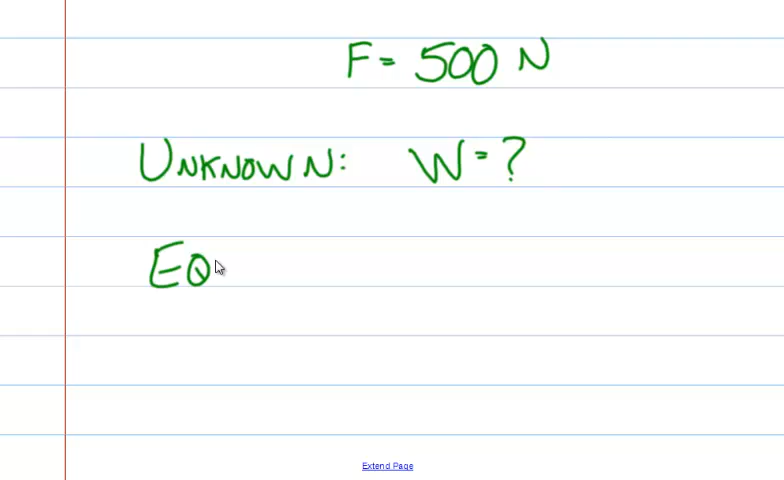 F = 500 N
UNKNOWN: W = ?
EQ
Extend Page